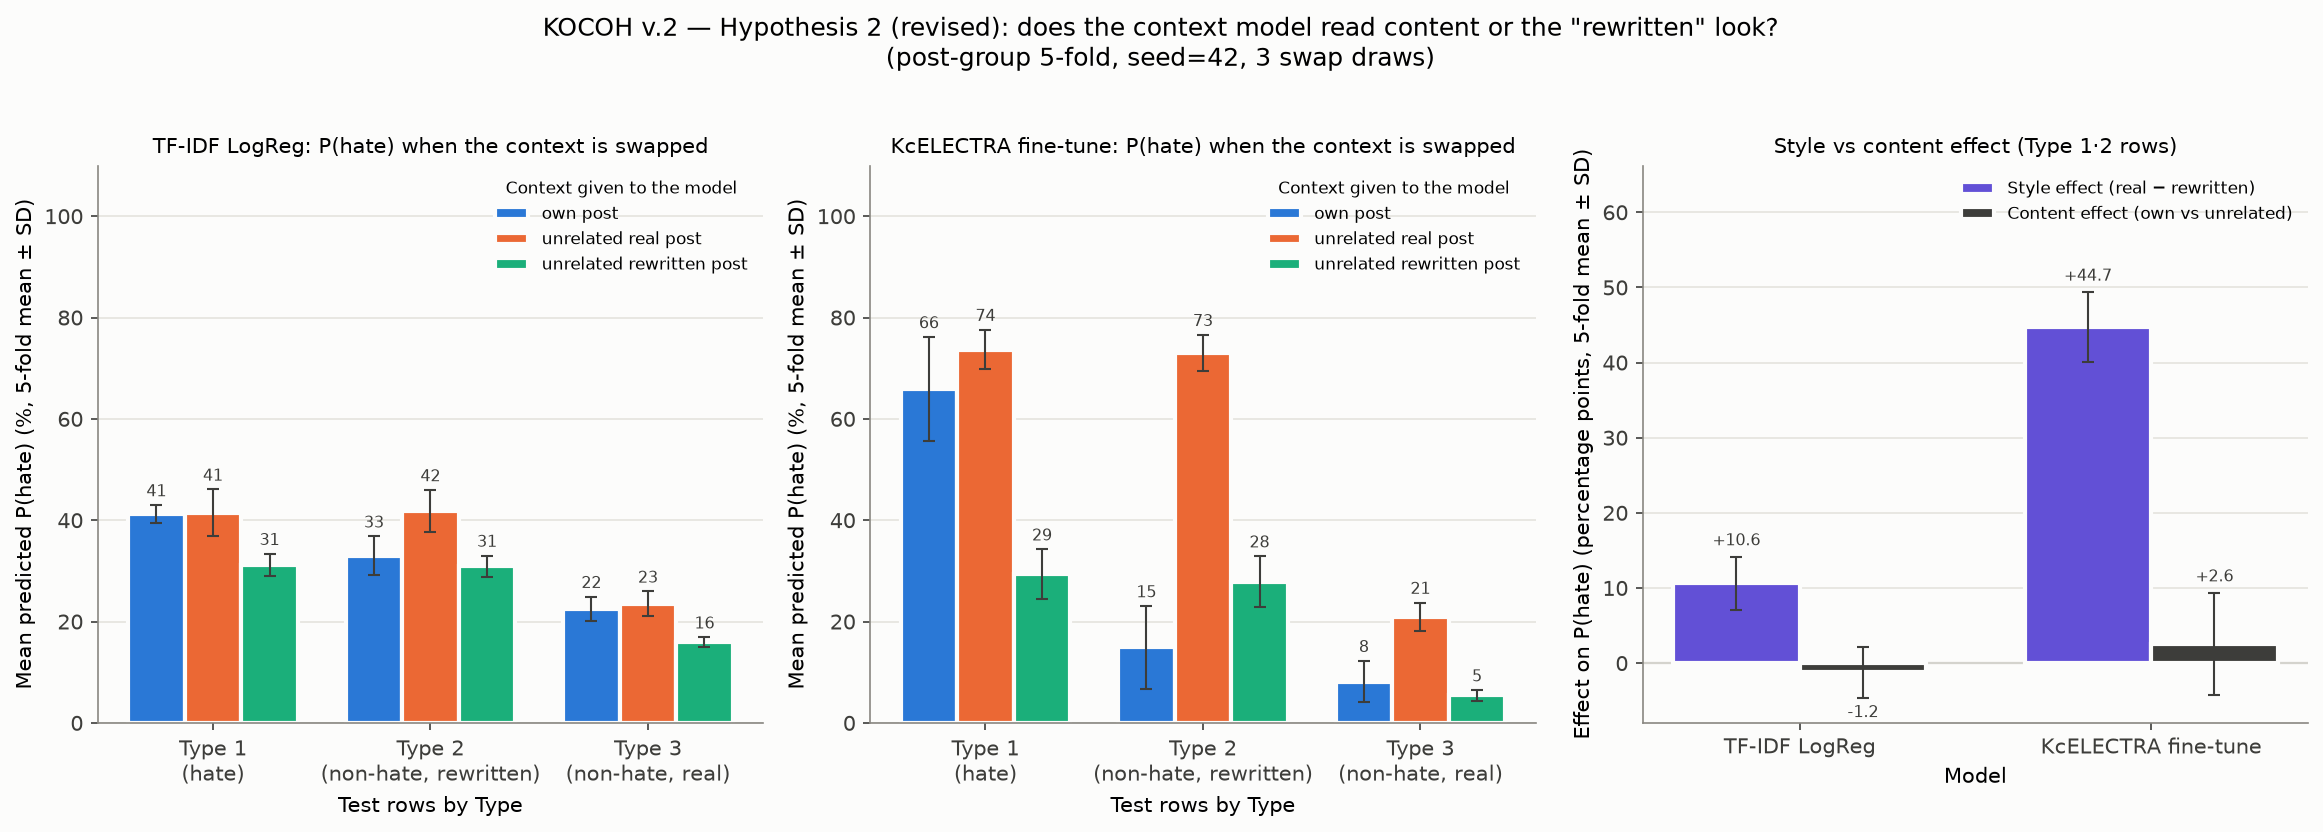 KOCOH v.2 — Hypothesis 2 (revised): does the context model read content or the "rewritten" look?
(post-group 5-fold, seed=42, 3 swap draws)
TF-IDF LogReg: P(hate) when the context is swapped
Mean predicted P(hate) (%, 5-fold mean ± SD)
100
80
60
40
20
0
Context given to the model
own post
unrelated real post
unrelated rewritten post
41
41
31
33
42
31
22
23
16
Type 1
(hate)
Type 2
(non-hate, rewritten)
Type 3
(non-hate, real)
Test rows by Type
KcELECTRA fine-tune: P(hate) when the context is swapped
Mean predicted P(hate) (%, 5-fold mean ± SD)
100
80
60
40
20
0
Context given to the model
own post
unrelated real post
unrelated rewritten post
66
74
29
15
73
28
8
21
5
Type 1
(hate)
Type 2
(non-hate, rewritten)
Type 3
(non-hate, real)
Test rows by Type
Style vs content effect (Type 1·2 rows)
Effect on P(hate) (percentage points, 5-fold mean ± SD)
60
50
40
30
20
10
0
Style effect (real − rewritten)
Content effect (own vs unrelated)
+10.6
-1.2
+44.7
+2.6
TF-IDF LogReg
KcELECTRA fine-tune
Model